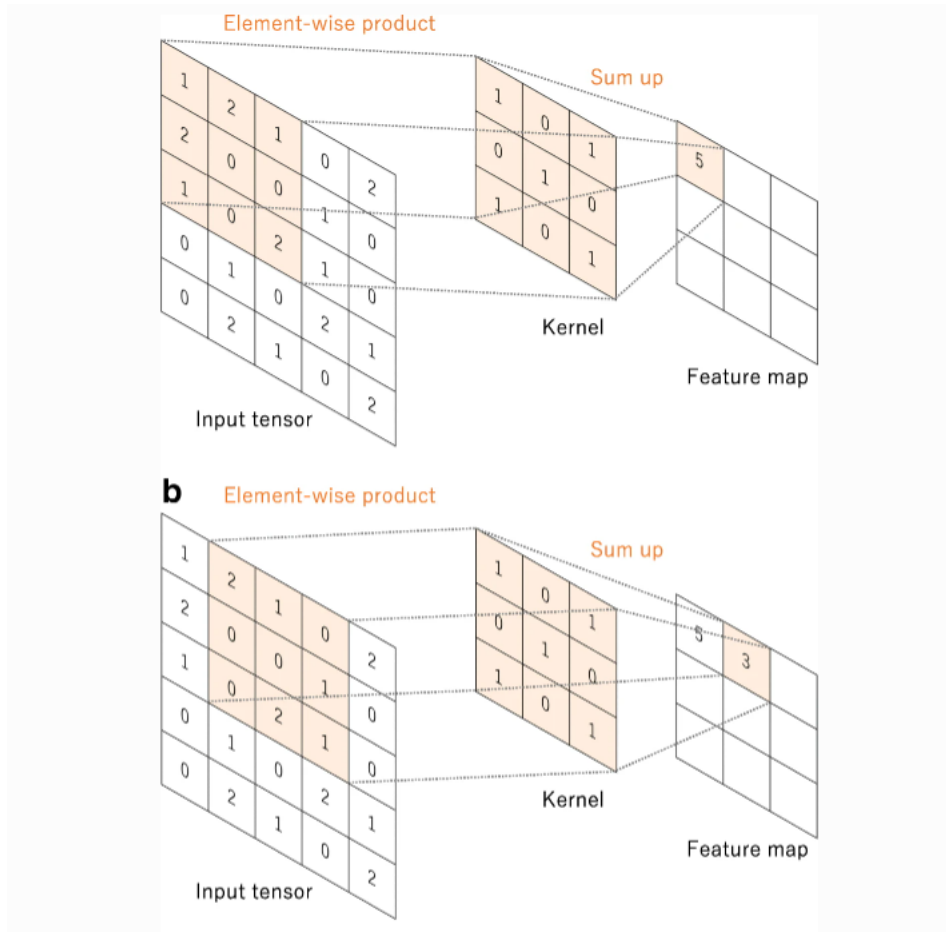 Element-wise product
Sum up
1 2 1 0 2
2 0 0 1 0
1 0 2 1 0
0 1 0 2 1
0 2 1 0 2
Input tensor
1 0 1
0 1 0
1 0 1
Kernel
5
Feature map
b
Element-wise product
Sum up
1 2 1 0 2
2 0 0 1 0
1 0 2 1 0
0 1 0 2 1
0 2 1 0 2
Input tensor
1 0 1
0 1 0
1 0 1
Kernel
5 3
Feature map